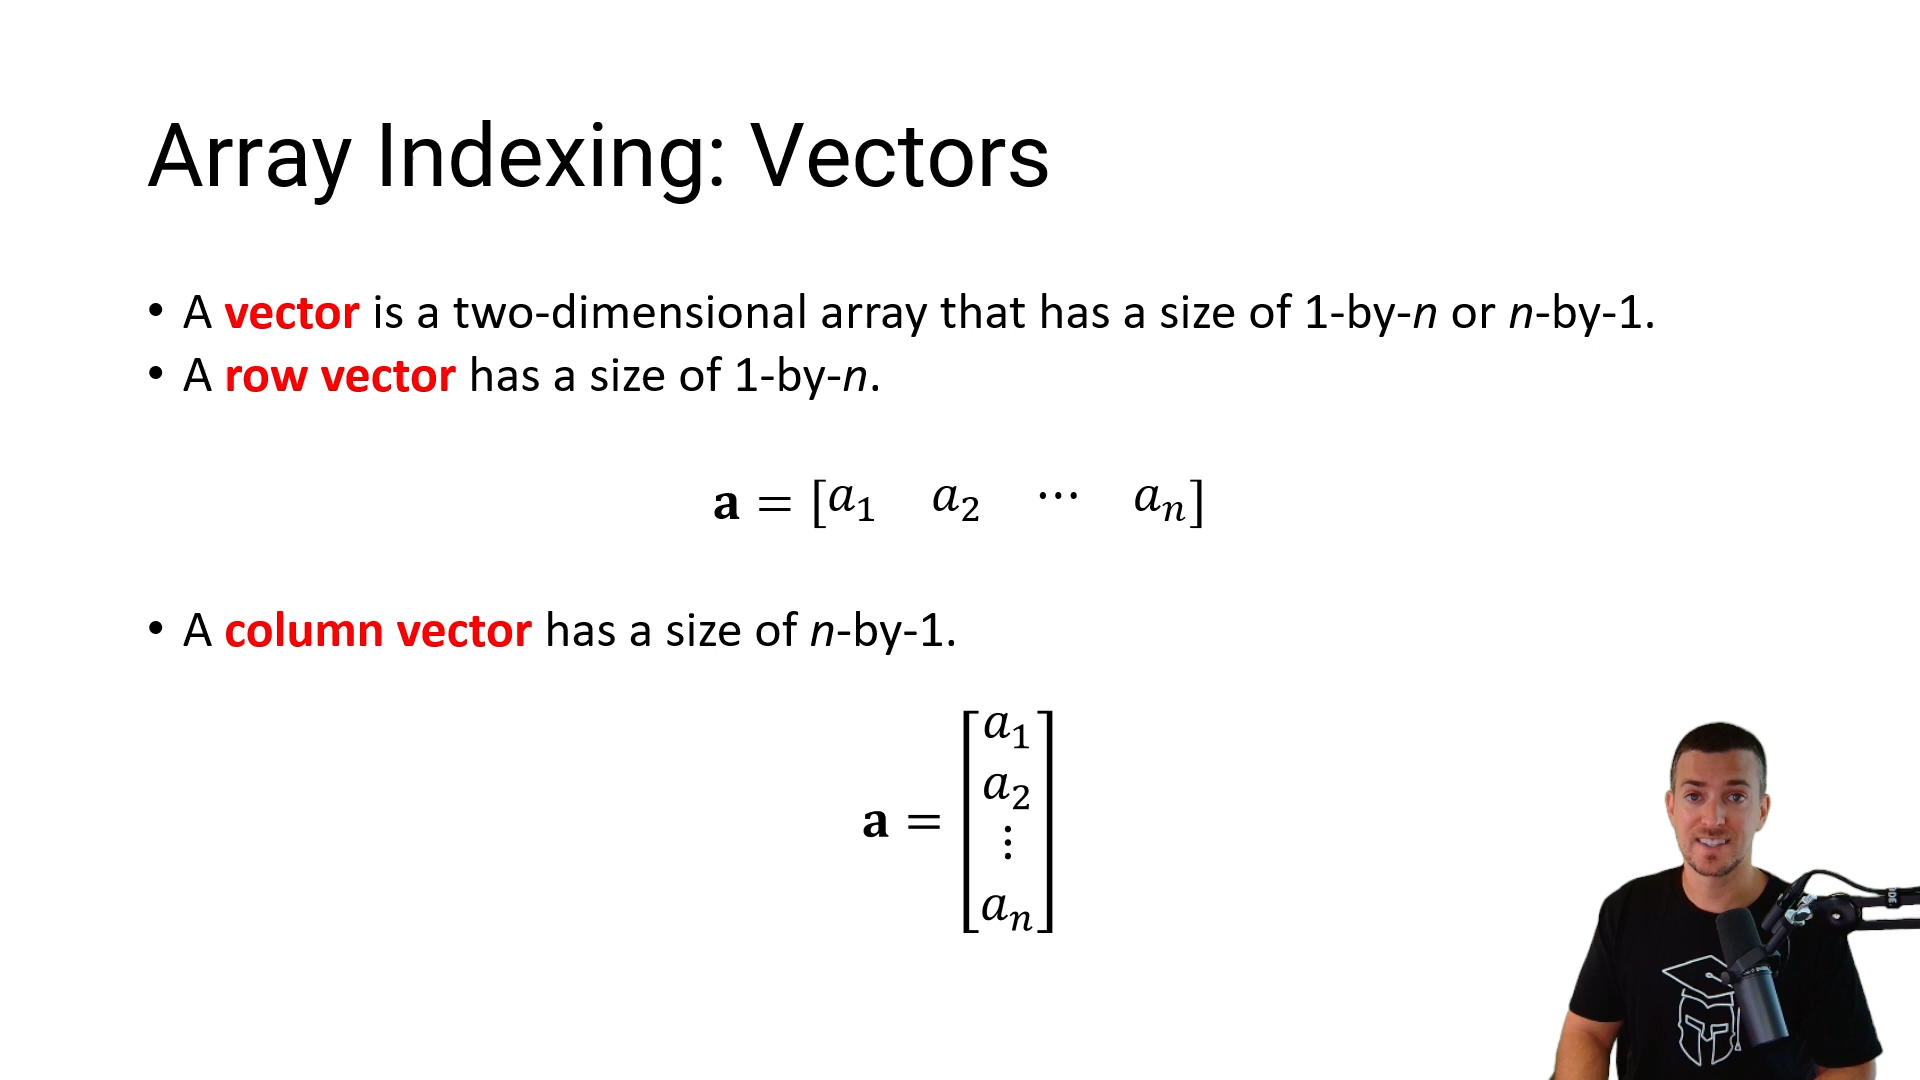 Array Indexing: Vectors
• A vector is a two-dimensional array that has a size of 1-by-n or n-by-1.
• A row vector has a size of 1-by-n.
a = [a₁ a₂ ⋯ aₙ]
• A column vector has a size of n-by-1.
a =
a₁
a₂
⋮
aₙ